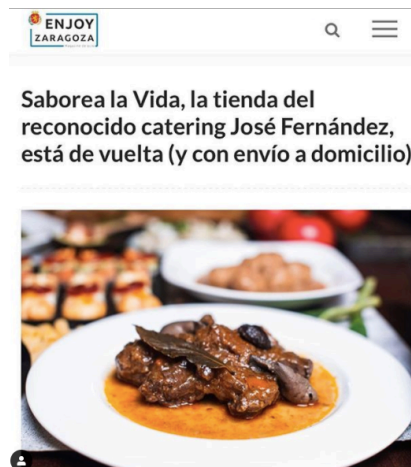 ENJOY
ZARAGOZA
Saborea la Vida, la tienda del
reconocido catering José Fernández,
está de vuelta (y con envío a domicilio)